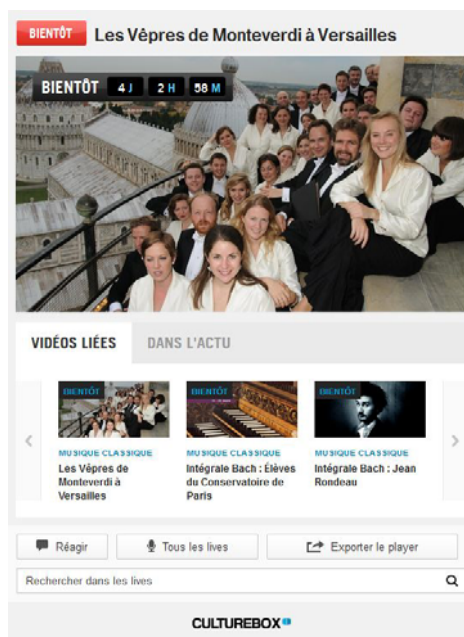 BIENTÔT Les Vêpres de Monteverdi à Versailles
BIENTÔT 4 J 2 H 58 M
VIDÉOS LIÉES DANS L'ACTU
BIENTÔT
MUSIQUE CLASSIQUE
Les Vêpres de
Monteverdi à
Versailles
BIENTÔT
MUSIQUE CLASSIQUE
Intégrale Bach : Élèves
du Conservatoire de
Paris
BIENTÔT
MUSIQUE CLASSIQUE
Intégrale Bach : Jean
Rondeau
Réagir Tous les lives Exporter le player
Rechercher dans les lives
CULTUREBOX